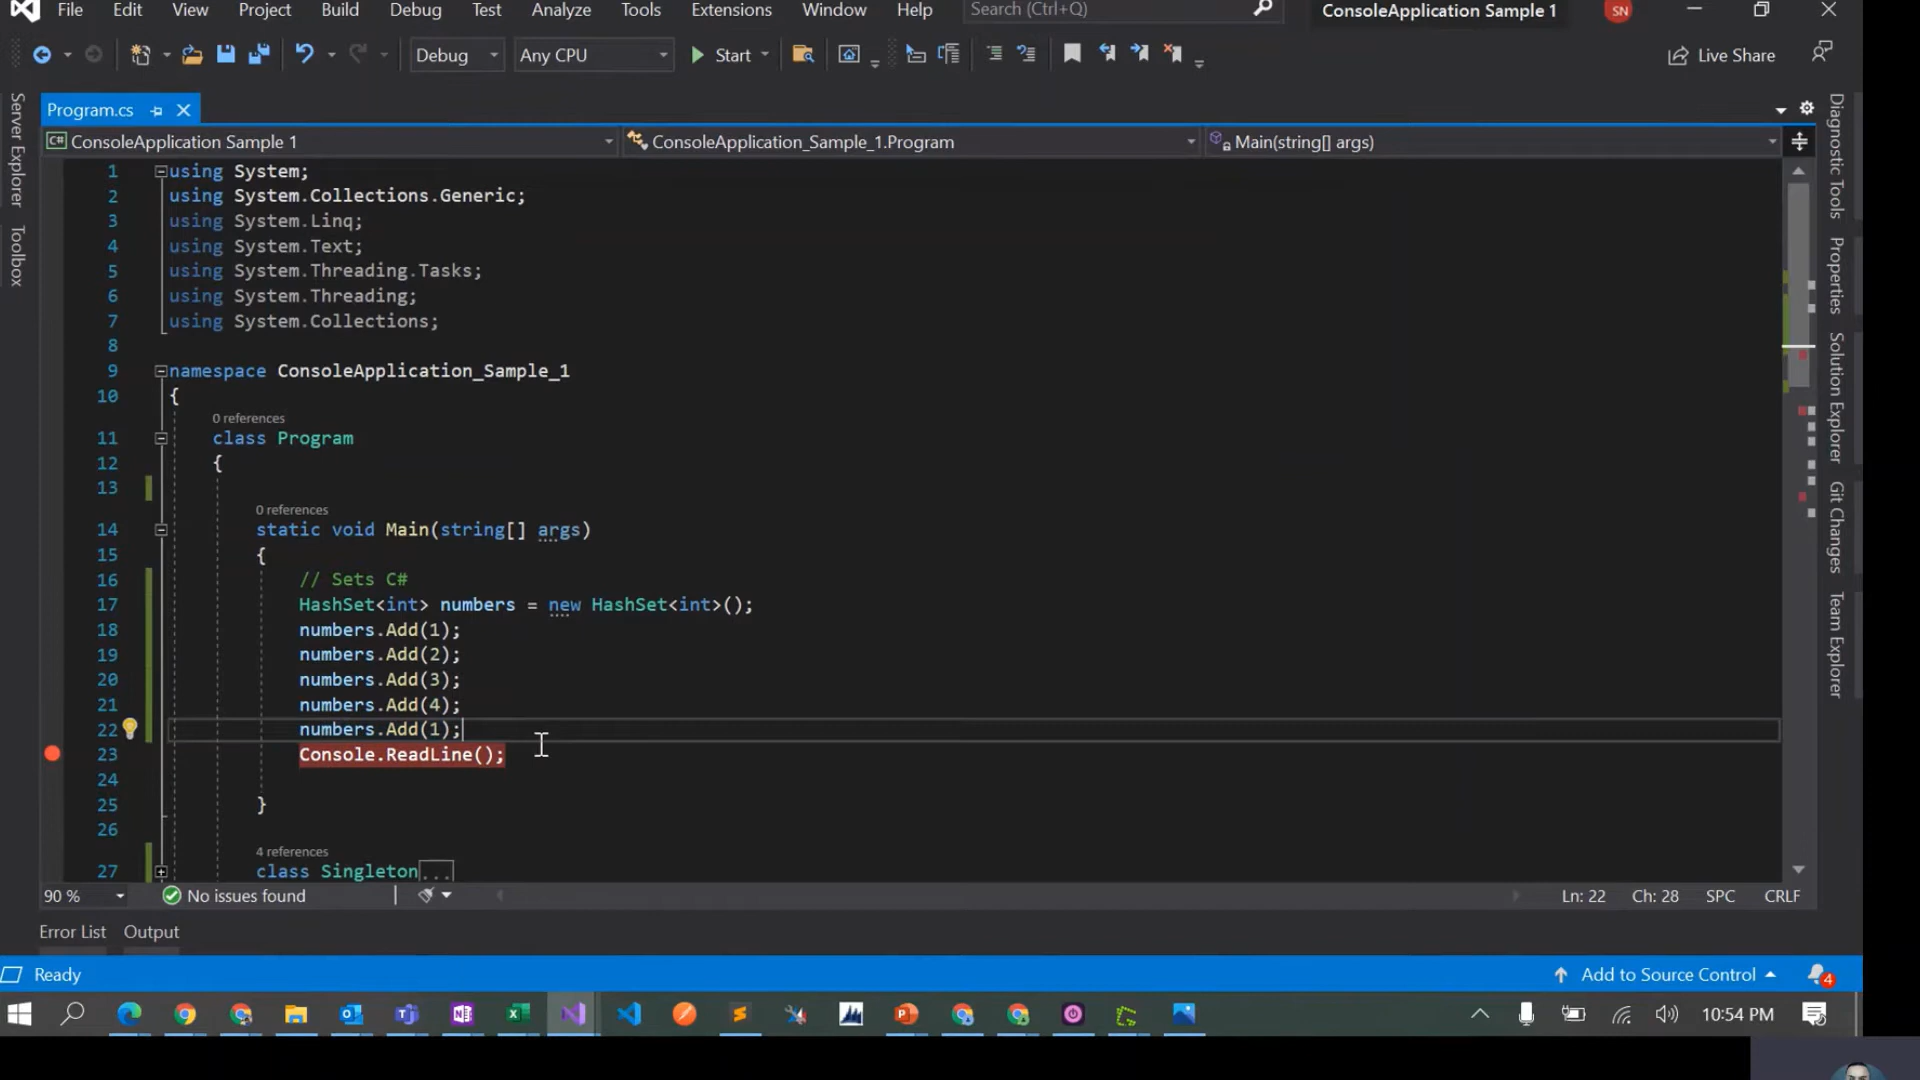 File Edit View Project Build Debug Test Analyze Tools Extensions Window Help Search (Ctrl+Q) ConsoleApplication Sample 1 SN
Debug Any CPU Start Live Share
Program.cs
C# ConsoleApplication Sample 1 ConsoleApplication_Sample_1.Program Main(string[] args)
Server Explorer
Toolbox
1 using System;
2 using System.Collections.Generic;
3 using System.Linq;
4 using System.Text;
5 using System.Threading.Tasks;
6 using System.Threading;
7 using System.Collections;
8
9 namespace ConsoleApplication_Sample_1
10 {
0 references
11 class Program
12 {
13
0 references
14 static void Main(string[] args)
15 {
16 // Sets C#
17 HashSet<int> numbers = new HashSet<int>();
18 numbers.Add(1);
19 numbers.Add(2);
20 numbers.Add(3);
21 numbers.Add(4);
22 numbers.Add(1);
23 Console.ReadLine();
24
25 }
26
4 references
27 class Singleton...
Diagnostic Tools
Properties
Solution Explorer
Git Changes
Team Explorer
90 % No issues found Ln: 22 Ch: 28 SPC CRLF
Error List Output
Ready Add to Source Control 4
10:54 PM